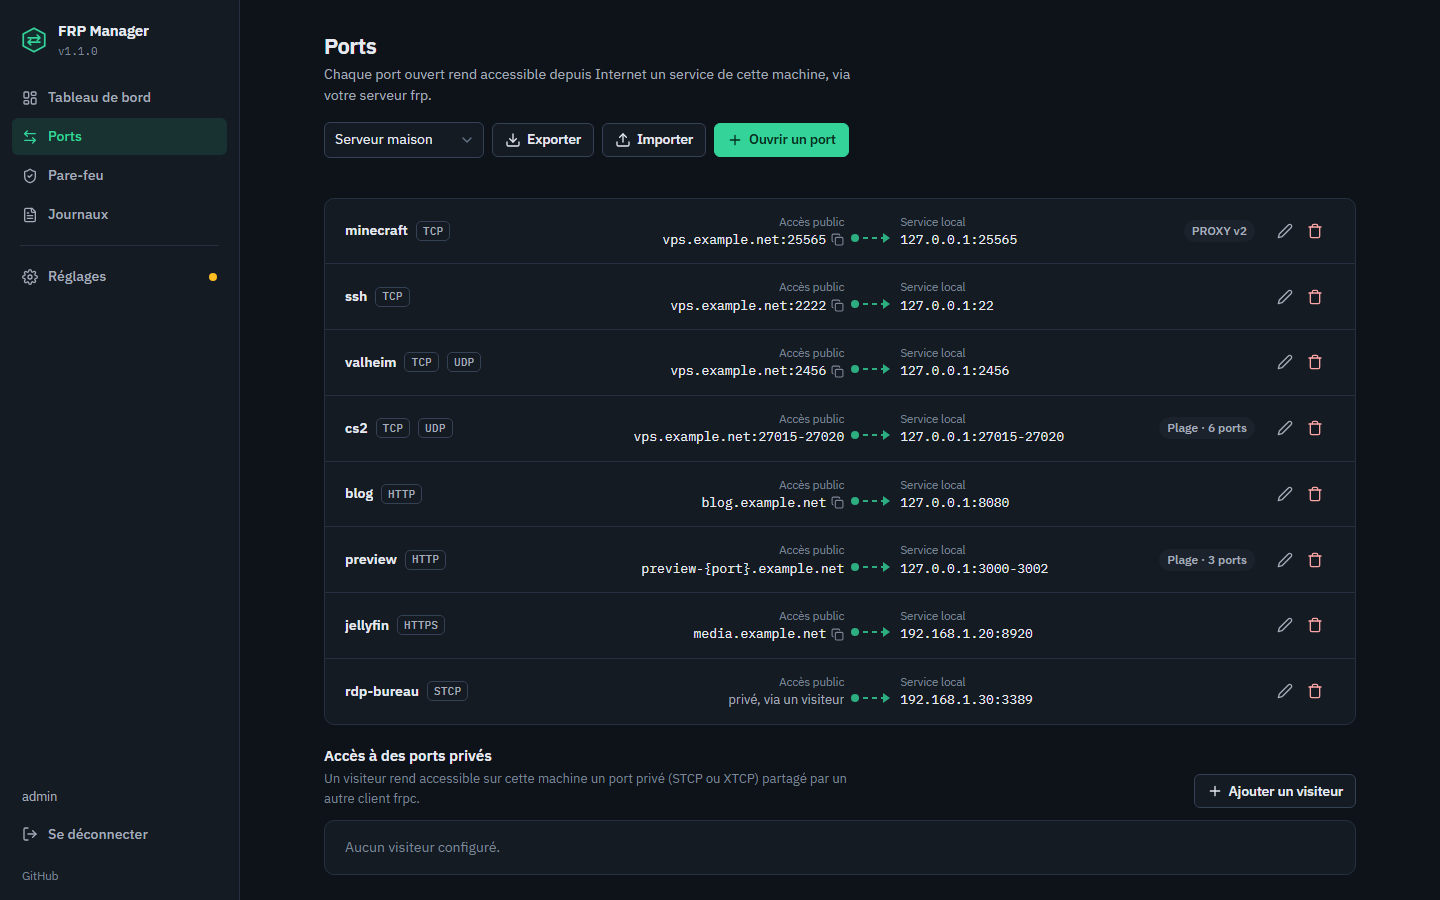 FRP Manager
v1.1.0
Tableau de bord
Ports
Pare-feu
Journaux
Réglages
admin
Se déconnecter
GitHub
Ports
Chaque port ouvert rend accessible depuis Internet un service de cette machine, via
votre serveur frp.
Serveur maison
Exporter
Importer
Ouvrir un port
minecraft TCP
Accès public
vps.example.net:25565
Service local
127.0.0.1:25565
PROXY v2
ssh TCP
Accès public
vps.example.net:2222
Service local
127.0.0.1:22
valheim TCP UDP
Accès public
vps.example.net:2456
Service local
127.0.0.1:2456
cs2 TCP UDP
Accès public
vps.example.net:27015-27020
Service local
127.0.0.1:27015-27020
Plage · 6 ports
blog HTTP
Accès public
blog.example.net
Service local
127.0.0.1:8080
preview HTTP
Accès public
preview-{port}.example.net
Service local
127.0.0.1:3000-3002
Plage · 3 ports
jellyfin HTTPS
Accès public
media.example.net
Service local
192.168.1.20:8920
rdp-bureau STCP
Accès public
privé, via un visiteur
Service local
192.168.1.30:3389
Accès à des ports privés
Un visiteur rend accessible sur cette machine un port privé (STCP ou XTCP) partagé par un
autre client frpc.
Ajouter un visiteur
Aucun visiteur configuré.